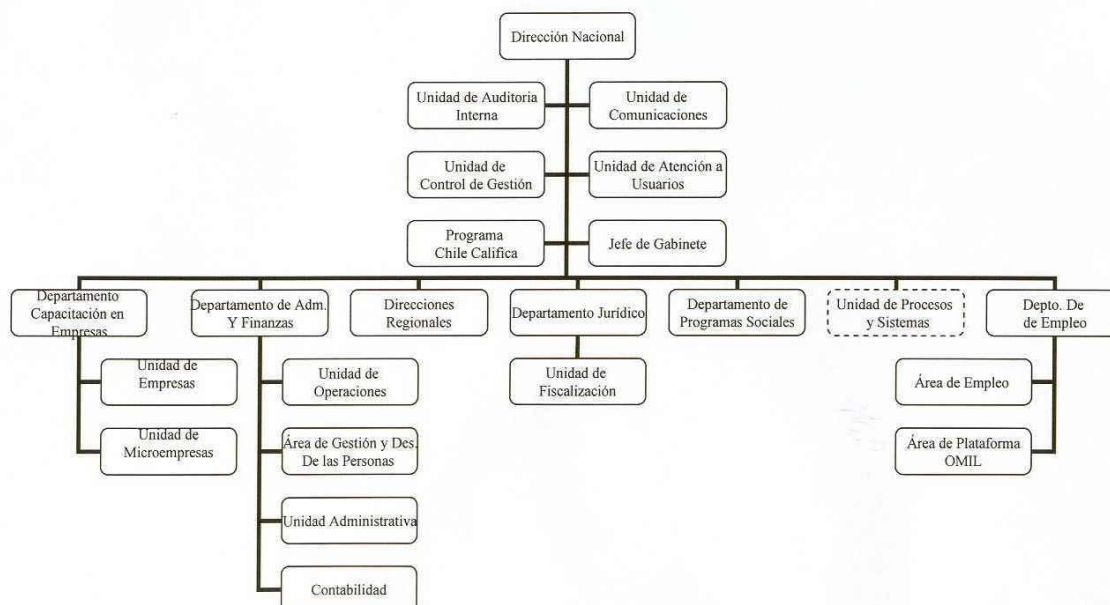 Dirección Nacional
Unidad de Auditoria
Interna
Unidad de
Comunicaciones
Unidad de
Control de Gestión
Unidad de Atención a
Usuarios
Programa
Chile Califica
Jefe de Gabinete
Departamento
Capacitación en
Empresas
Departamento de Adm.
Y Finanzas
Direcciones
Regionales
Departamento Jurídico
Departamento de
Programas Sociales
Unidad de Procesos
y Sistemas
Depto. De
de Empleo
Unidad de
Empresas
Unidad de
Microempresas
Unidad de
Operaciones
Área de Gestión y Des.
De las Personas
Unidad Administrativa
Contabilidad
Unidad de
Fiscalización
Área de Empleo
Área de Plataforma
OMIL